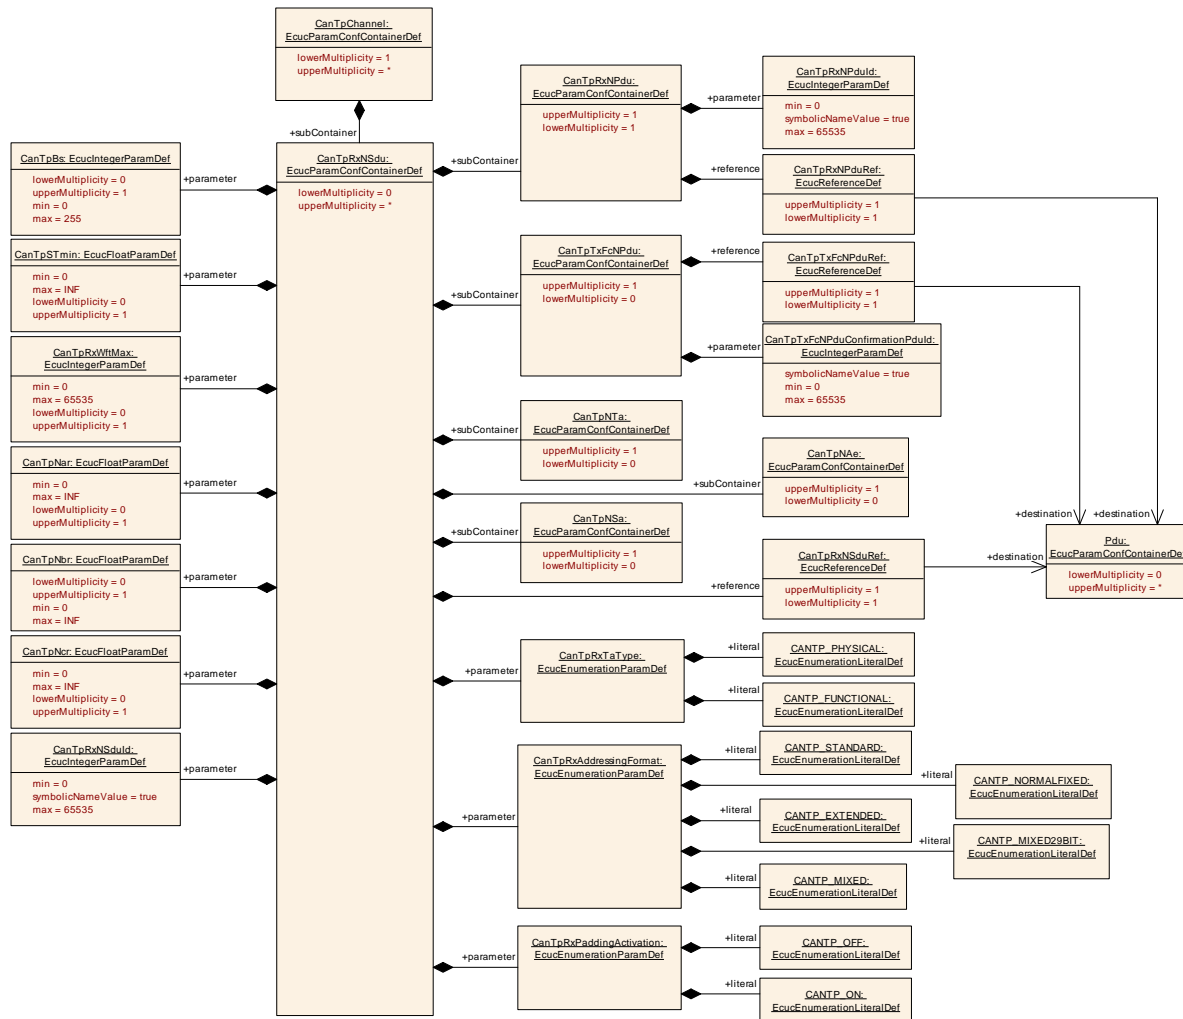 CanTpChannel:
EcucParamConfContainerDef
lowerMultiplicity = 1
upperMultiplicity = *
+subContainer
CanTpRxNSdu:
EcucParamConfContainerDef
lowerMultiplicity = 0
upperMultiplicity = *
CanTpBs: EcucIntegerParamDef
lowerMultiplicity = 0
upperMultiplicity = 1
min = 0
max = 255
+parameter
CanTpSTmin: EcucFloatParamDef
min = 0
max = INF
lowerMultiplicity = 0
upperMultiplicity = 1
+parameter
CanTpRxWftMax:
EcucIntegerParamDef
min = 0
max = 65535
lowerMultiplicity = 0
upperMultiplicity = 1
+parameter
CanTpNar: EcucFloatParamDef
min = 0
max = INF
lowerMultiplicity = 0
upperMultiplicity = 1
+parameter
CanTpNbr: EcucFloatParamDef
lowerMultiplicity = 0
upperMultiplicity = 1
min = 0
max = INF
+parameter
CanTpNcr: EcucFloatParamDef
min = 0
max = INF
lowerMultiplicity = 0
upperMultiplicity = 1
+parameter
CanTpRxNSduId:
EcucIntegerParamDef
min = 0
symbolicNameValue = true
max = 65535
+parameter
+subContainer
CanTpRxNPdu:
EcucParamConfContainerDef
upperMultiplicity = 1
lowerMultiplicity = 1
+parameter
CanTpRxNPduId:
EcucIntegerParamDef
min = 0
symbolicNameValue = true
max = 65535
+reference
CanTpRxNPduRef:
EcucReferenceDef
upperMultiplicity = 1
lowerMultiplicity = 1
+subContainer
CanTpTxFcNPdu:
EcucParamConfContainerDef
upperMultiplicity = 1
lowerMultiplicity = 0
+reference
CanTpTxFcNPduRef:
EcucReferenceDef
upperMultiplicity = 1
lowerMultiplicity = 1
+parameter
CanTpTxFcNPduConfirmationPduId:
EcucIntegerParamDef
symbolicNameValue = true
min = 0
max = 65535
+subContainer
CanTpNTa:
EcucParamConfContainerDef
upperMultiplicity = 1
lowerMultiplicity = 0
+subContainer
CanTpNAe:
EcucParamConfContainerDef
upperMultiplicity = 1
lowerMultiplicity = 0
+subContainer
CanTpNSa:
EcucParamConfContainerDef
upperMultiplicity = 1
lowerMultiplicity = 0
+reference
CanTpRxNSduRef:
EcucReferenceDef
upperMultiplicity = 1
lowerMultiplicity = 1
+destination
+destination
+destination
Pdu:
EcucParamConfContainerDef
lowerMultiplicity = 0
upperMultiplicity = *
+parameter
CanTpRxTaType:
EcucEnumerationParamDef
+literal
CANTP_PHYSICAL:
EcucEnumerationLiteralDef
+literal
CANTP_FUNCTIONAL:
EcucEnumerationLiteralDef
+parameter
CanTpRxAddressingFormat:
EcucEnumerationParamDef
+literal
CANTP_STANDARD:
EcucEnumerationLiteralDef
+literal
CANTP_NORMALFIXED:
EcucEnumerationLiteralDef
+literal
CANTP_EXTENDED:
EcucEnumerationLiteralDef
+literal
CANTP_MIXED29BIT:
EcucEnumerationLiteralDef
+literal
CANTP_MIXED:
EcucEnumerationLiteralDef
+parameter
CanTpRxPaddingActivation:
EcucEnumerationParamDef
+literal
CANTP_OFF:
EcucEnumerationLiteralDef
+literal
CANTP_ON:
EcucEnumerationLiteralDef